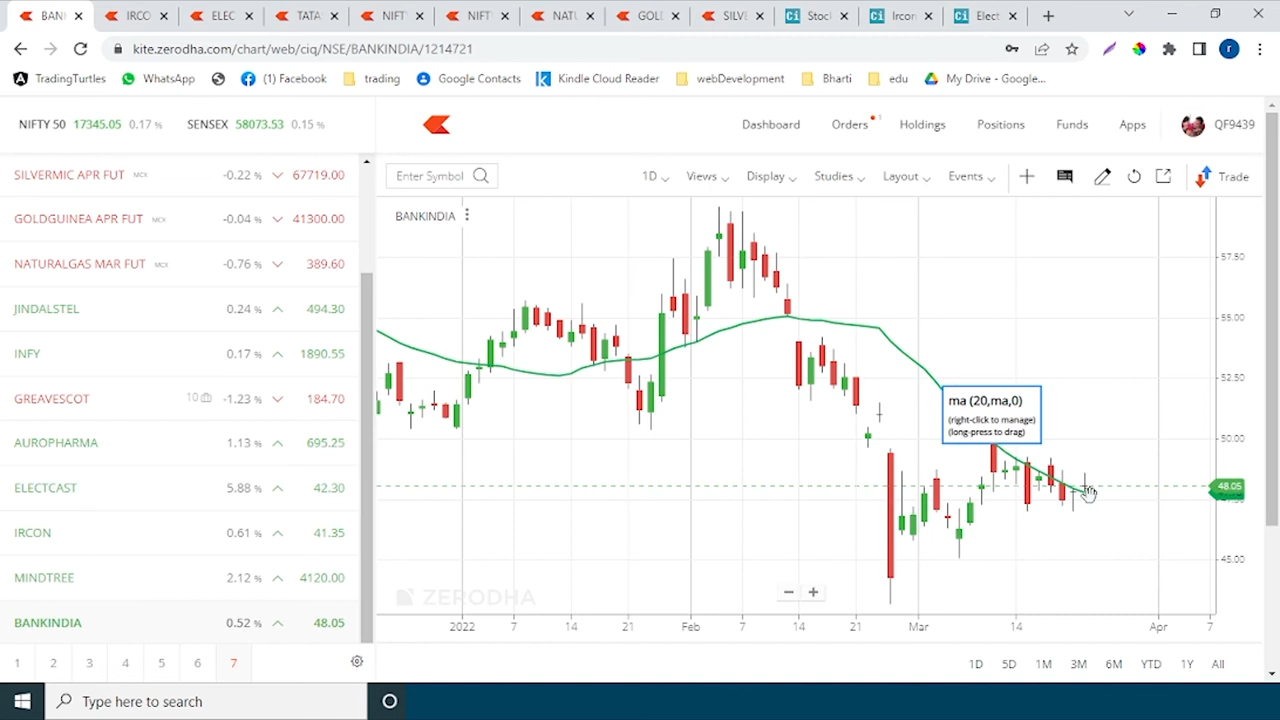 BANI
IRCO
ELEC
TATA
NIFT
NIFT
NATU
GOL
SILVE
Ci Stock
Ci Ircon
Ci Elect
kite.zerodha.com/chart/web/ciq/NSE/BANKINDIA/1214721
r
TradingTurtles
WhatsApp
(1) Facebook
trading
Google Contacts
Kindle Cloud Reader
webDevelopment
Bharti
edu
My Drive - Google...
NIFTY 50 17345.05 0.17 %
SENSEX 58073.53 0.15 %
Dashboard Orders Holdings Positions Funds Apps QF9439
SILVERMIC APR FUT MCX -0.22 % 67719.00
GOLDGUINEA APR FUT MCX -0.04 % 41300.00
NATURALGAS MAR FUT MCX -0.76 % 389.60
JINDALSTEL 0.24 % 494.30
INFY 0.17 % 1890.55
GREAVESCOT 10 -1.23 % 184.70
AUROPHARMA 1.13 % 695.25
ELECTCAST 5.88 % 42.30
IRCON 0.61 % 41.35
MINDTREE 2.12 % 4120.00
BANKINDIA 0.52 % 48.05
1 2 3 4 5 6 7
Enter Symbol
1D Views Display Studies Layout Events Trade
BANKINDIA
57.50
55.00
52.50
50.00
48.05
45.00
ma (20,ma,0)
(right-click to manage)
(long-press to drag)
ZERODHA
2022 7 14 21 Feb 7 14 21 Mar 14 Apr 7
1D 5D 1M 3M 6M YTD 1Y All
Type here to search